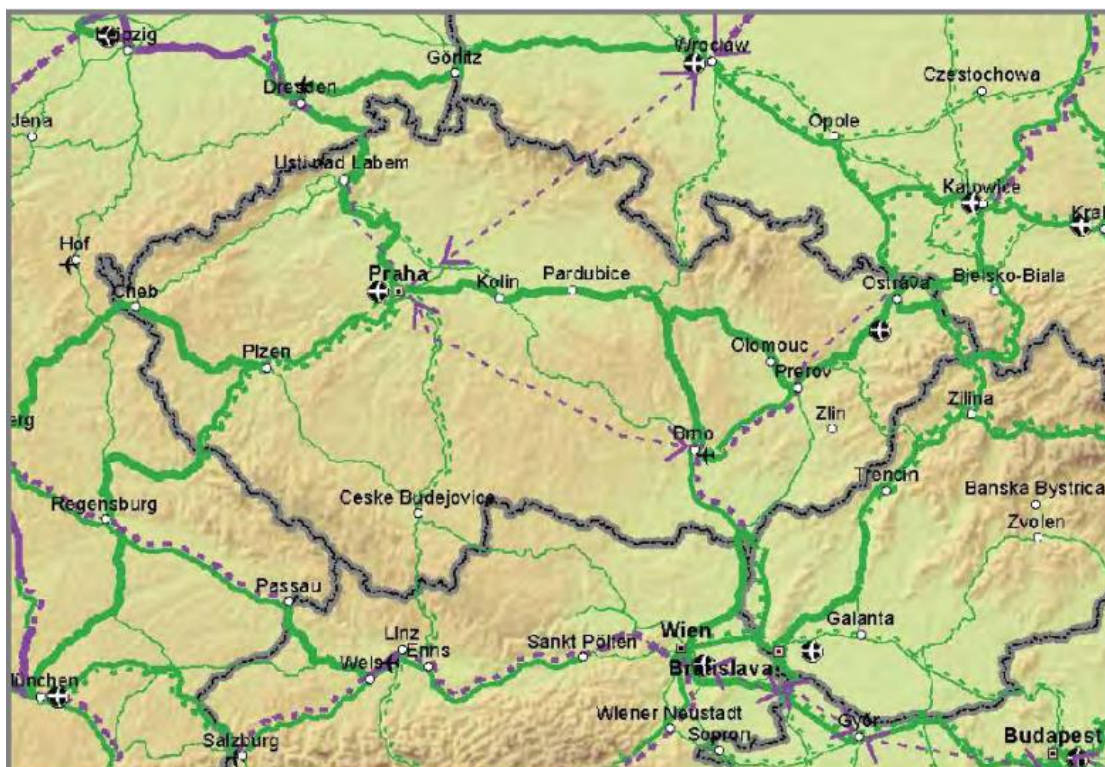 Leipzig
Görlitz
Wroclaw
Dresden
Czestochowa
Jena
Opole
Usti nad Labem
Katowice
Kral
Hof
Praha
Kolin
Pardubice
Ostrava
Bielsko-Biala
Cheb
Plzen
Olomouc
Prerov
Zilina
erg
Zlin
Brno
Trencin
Ceske Budejovice
Banska Bystrica
Regensburg
Zvolen
Passau
Linz
Enns
Sankt Pölten
Wien
Galanta
Wels
Bratislava
München
Wiener Neustadt
Györ
Salzburg
Sopron
Budapest